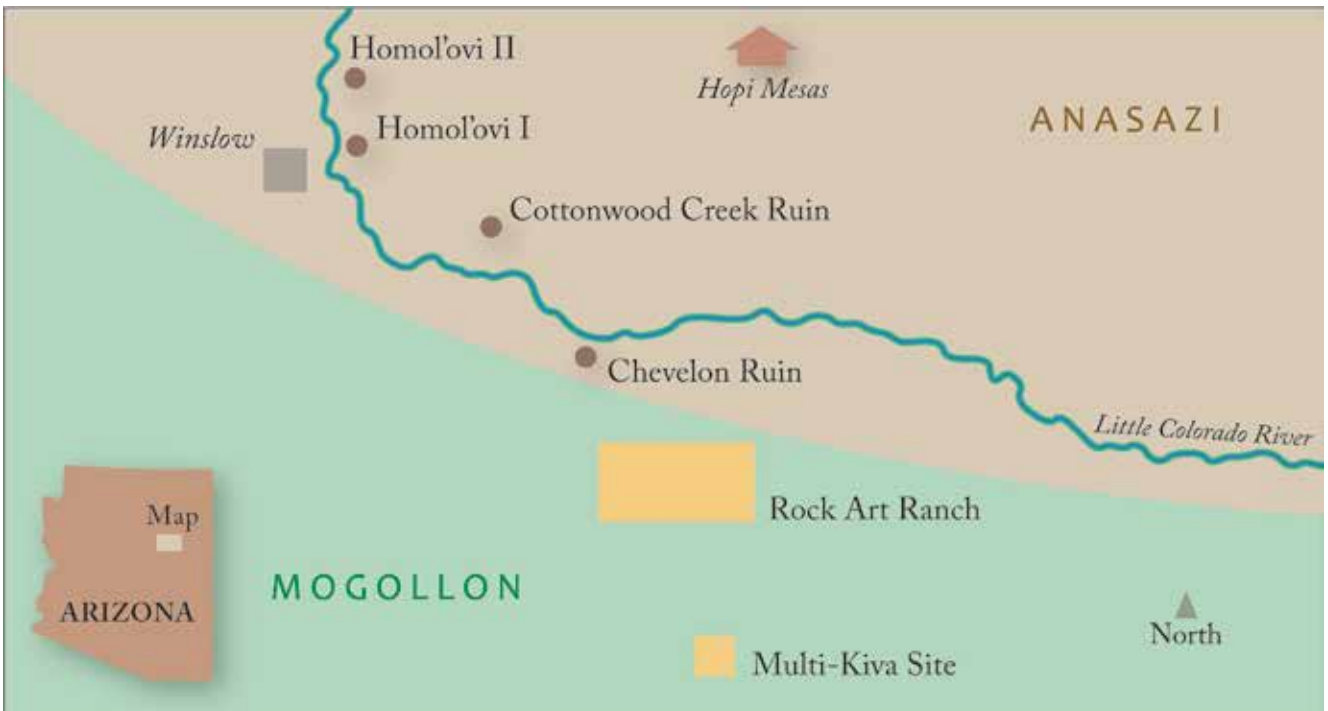 Homol'ovi II
Hopi Mesas
ANASAZI
Winslow
Homol'ovi I
Cottonwood Creek Ruin
Chevelon Ruin
Little Colorado River
Rock Art Ranch
Map
ARIZONA
MOGOLLON
North
Multi-Kiva Site